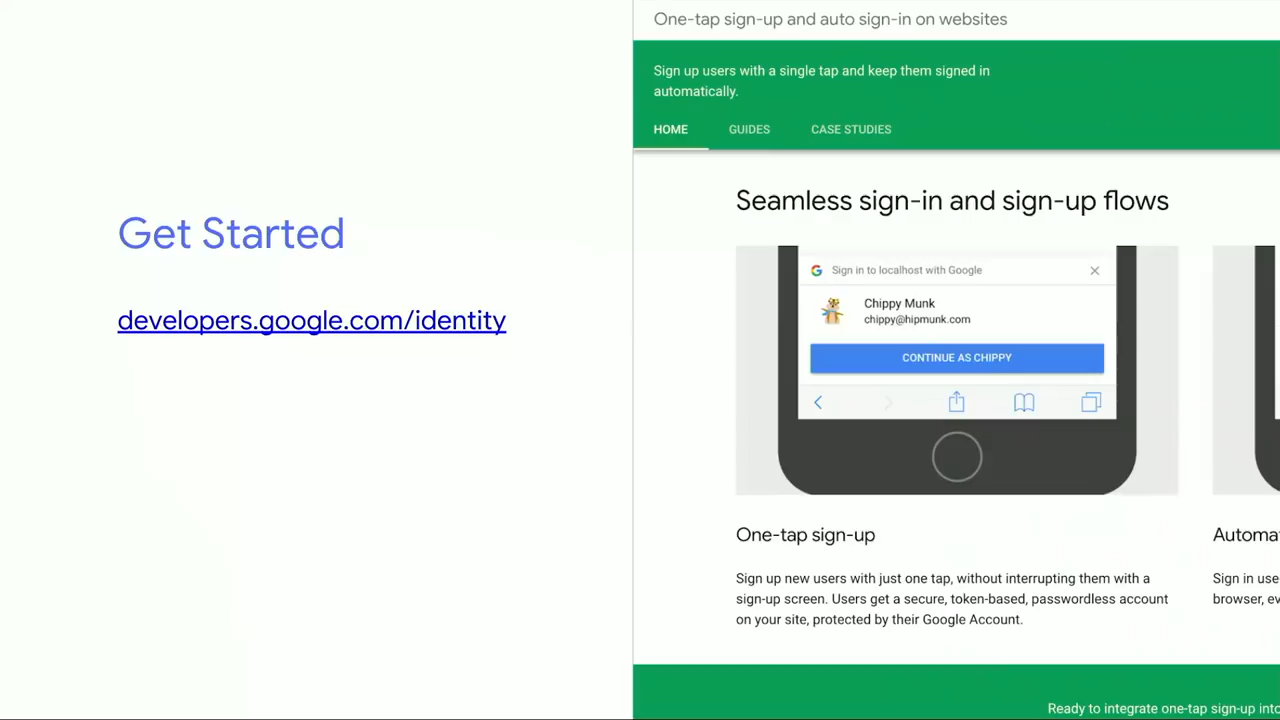 Get Started
developers.google.com/identity
One-tap sign-up and auto sign-in on websites
Sign up users with a single tap and keep them signed in
automatically.
HOME GUIDES CASE STUDIES
Seamless sign-in and sign-up flows
Sign in to localhost with Google
Chippy Munk
chippy@hipmunk.com
CONTINUE AS CHIPPY
One-tap sign-up
Sign up new users with just one tap, without interrupting them with a
sign-up screen. Users get a secure, token-based, passwordless account
on your site, protected by their Google Account.
Automa
Sign in use
browser, ev
Ready to integrate one-tap sign-up into